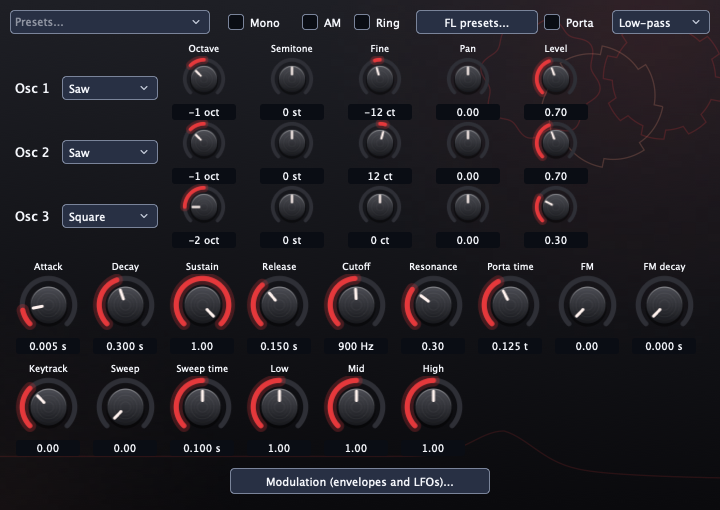 Presets... Mono AM Ring FL presets... Porta Low-pass
Octave Semitone Fine Pan Level
Osc 1 Saw
−1 oct 0 st −12 ct 0.00 0.70
Osc 2 Saw
−1 oct 0 st 12 ct 0.00 0.70
Osc 3 Square
−2 oct 0 st 0 ct 0.00 0.30
Attack Decay Sustain Release Cutoff Resonance Porta time FM FM decay
0.005 s 0.300 s 1.00 0.150 s 900 Hz 0.30 0.125 t 0.00 0.000 s
Keytrack Sweep Sweep time Low Mid High
0.00 0.00 0.100 s 1.00 1.00 1.00
Modulation (envelopes and LFOs)...